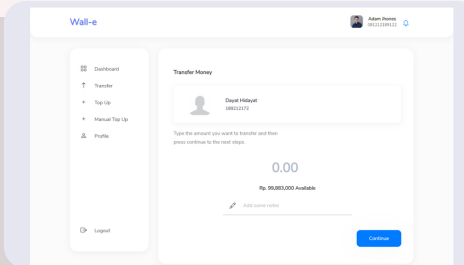 Wall-e
Adam Jhones
Dashboard
Transfer
Top Up
Manual Top Up
Profile
Logout
Transfer Money
Dayat Hidayat
Type the amount you want to transfer and then
press continue to the next steps.
0.00
Rp. 99,883,000 Available
Add some notes
Continue